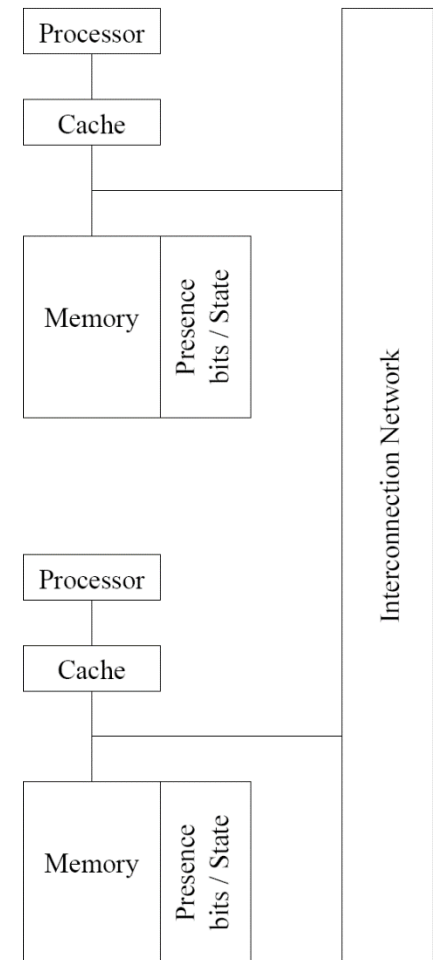 Processor
Cache
Memory
Presence
bits / State
Interconnection Network
Processor
Cache
Memory
Presence
bits / State